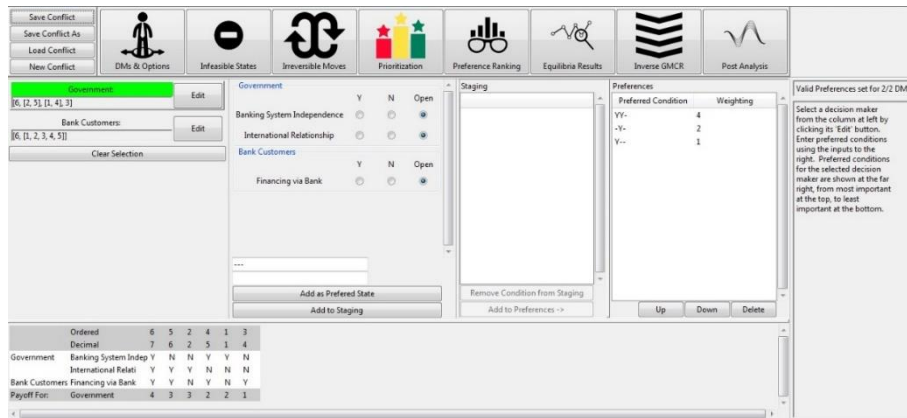 Save Conflict
Save Conflict As
Load Conflict
New Conflict
DMs & Options
Infeasible States
Irreversible Moves
Prioritization
Preference Ranking
Equilibria Results
Inverse GMCR
Post Analysis
Government:
[6, [2, 5], [1, 4], 3]
Edit
Bank Customers:
[6, [1, 2, 3, 4, 5]]
Edit
Clear Selection
Government
Y N Open
Banking System Independence
International Relationship
Bank Customers
Y N Open
Financing via Bank
---
Add as Prefered State
Add to Staging
Staging
Remove Condition from Staging
Add to Preferences ->
Preferences
Preferred Condition Weighting
YY- 4
-Y- 2
Y-- 1
Up Down Delete
Valid Preferences set for 2/2 DM
Select a decision maker
from the column at left by
clicking its 'Edit' button.
Enter preferred conditions
using the inputs to the
right. Preferred conditions
for the selected decision
maker are shown at the far
right, from most important
at the top, to least
important at the bottom.
Ordered 6 5 2 4 1 3
Decimal 7 6 2 5 1 4
Government Banking System Indep Y N N Y Y N
International Relati Y Y Y N N N
Bank Customers Financing via Bank Y Y N Y N Y
Payoff For: Government 4 3 3 2 2 1